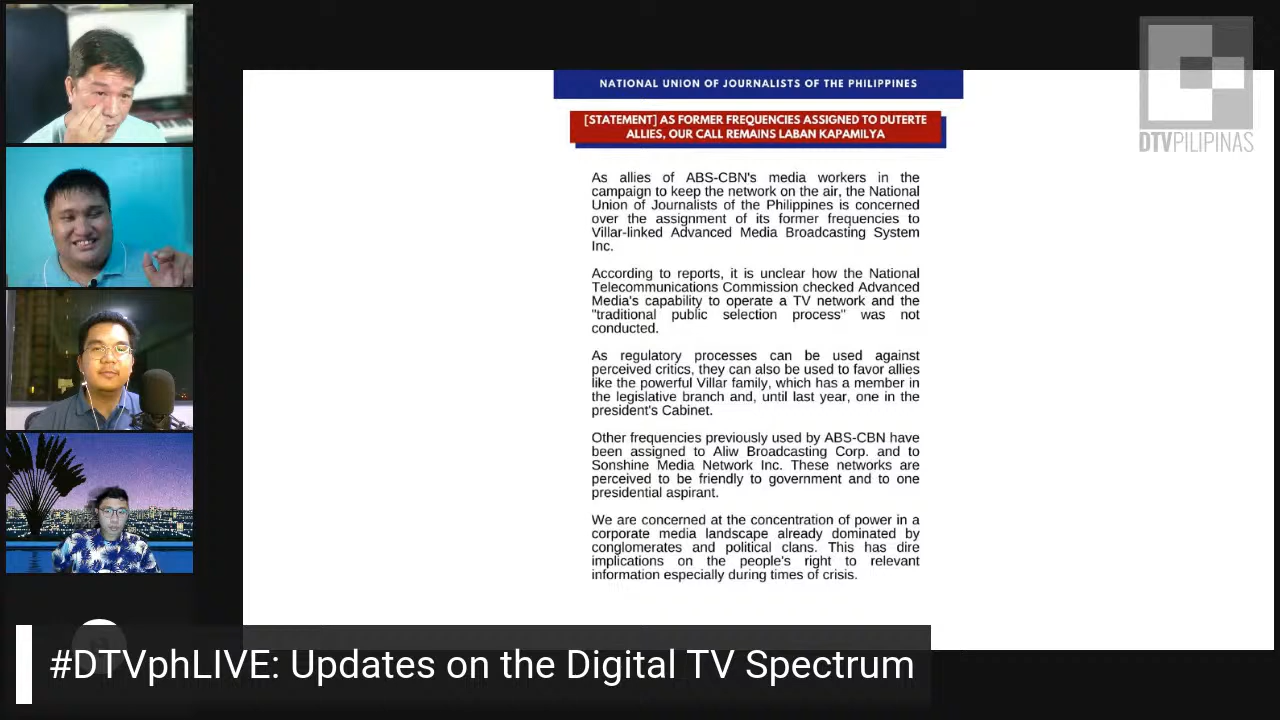 DTVPILIPINAS
NATIONAL UNION OF JOURNALISTS OF THE PHILIPPINES
[STATEMENT] AS FORMER FREQUENCIES ASSIGNED TO DUTERTE
ALLIES, OUR CALL REMAINS LABAN KAPAMILYA
As allies of ABS-CBN's media workers in the
campaign to keep the network on the air, the National
Union of Journalists of the Philippines is concerned
over the assignment of its former frequencies to
Villar-linked Advanced Media Broadcasting System
Inc.
According to reports, it is unclear how the National
Telecommunications Commission checked Advanced
Media's capability to operate a TV network and the
"traditional public selection process" was not
conducted.
As regulatory processes can be used against
perceived critics, they can also be used to favor allies
like the powerful Villar family, which has a member in
the legislative branch and, until last year, one in the
president's Cabinet.
Other frequencies previously used by ABS-CBN have
been assigned to Aliw Broadcasting Corp. and to
Sonshine Media Network Inc. These networks are
perceived to be friendly to government and to one
presidential aspirant.
We are concerned at the concentration of power in a
corporate media landscape already dominated by
conglomerates and political clans. This has dire
implications on the people's right to relevant
information especially during times of crisis.
#DTVphLIVE: Updates on the Digital TV Spectrum